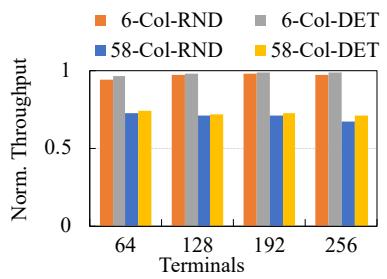 6-Col-RND 6-Col-DET
58-Col-RND 58-Col-DET
Norm. Throughput
1
0.5
0
64 128 192 256
Terminals